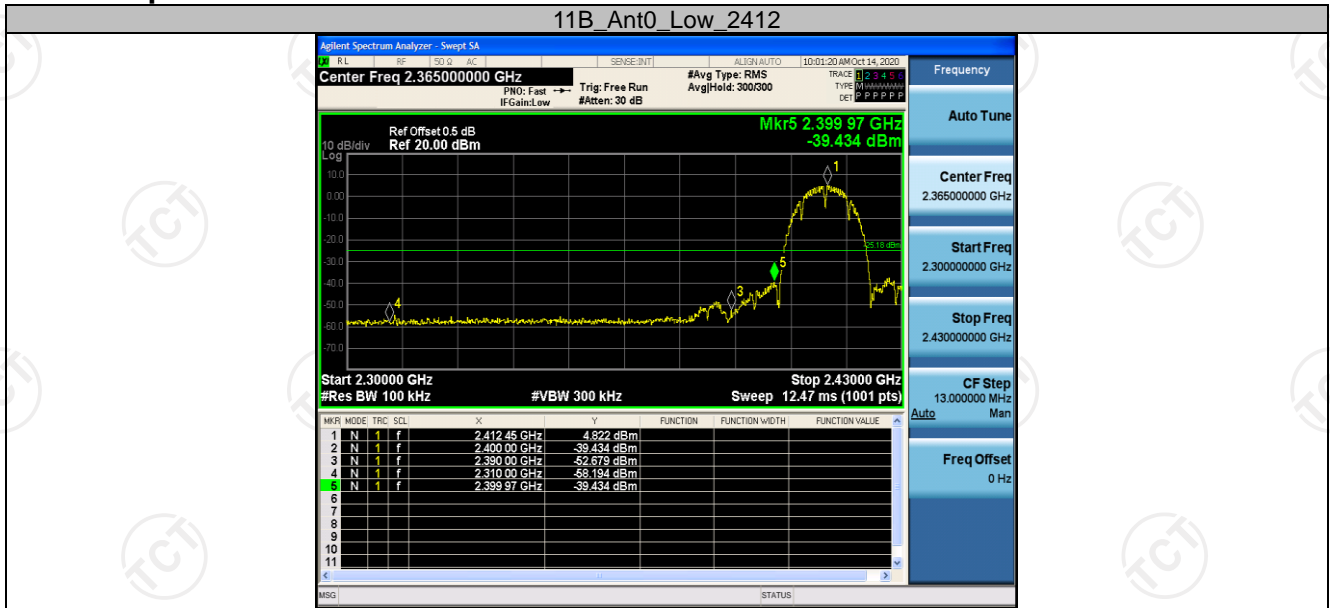 11B_Ant0_Low_2412
Agilent Spectrum Analyzer - Swept SA
RL RF 50 Ω AC SENSE:INT ALIGN AUTO 10:01:20 AM Oct 14, 2020
Center Freq 2.365000000 GHz
PNO: Fast
IFGain:Low
Trig: Free Run
#Atten: 30 dB
#Avg Type: RMS
Avg|Hold: 300/300
TRACE 1 2 3 4 5 6
TYPE M
DET P P P P P P
Frequency
Mkr5 2.399 97 GHz
-39.434 dBm
Ref Offset 0.5 dB
10 dB/div Ref 20.00 dBm
Log
10.0
0.00
-10.0
-20.0
-30.0
-40.0
-50.0
-60.0
-70.0
1
-25.18 dBm
5
3
4
Start 2.30000 GHz Stop 2.43000 GHz
#Res BW 100 kHz #VBW 300 kHz Sweep 12.47 ms (1001 pts)
MKR MODE TRC SCL X Y FUNCTION FUNCTION WIDTH FUNCTION VALUE
1 N 1 f 2.412 45 GHz 4.822 dBm
2 N 1 f 2.400 00 GHz -39.434 dBm
3 N 1 f 2.390 00 GHz -52.679 dBm
4 N 1 f 2.310 00 GHz -58.194 dBm
5 N 1 f 2.399 97 GHz -39.434 dBm
6
7
8
9
10
11
MSG STATUS
Auto Tune
Center Freq
2.365000000 GHz
Start Freq
2.300000000 GHz
Stop Freq
2.430000000 GHz
CF Step
13.000000 MHz
Auto Man
Freq Offset
0 Hz
TCT
TCT
TCT
TCT